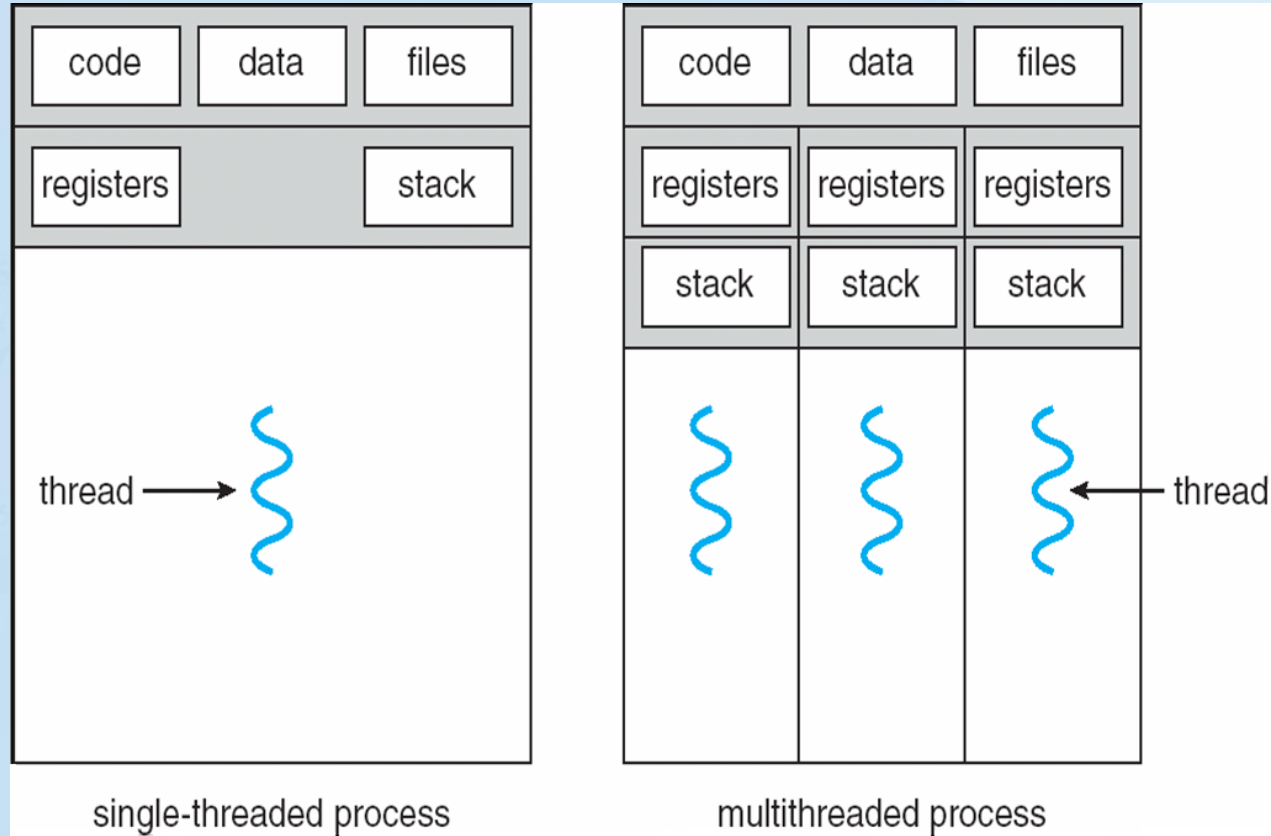 code data files
registers stack
thread
single-threaded process
code data files
registers registers registers
stack stack stack
thread
multithreaded process